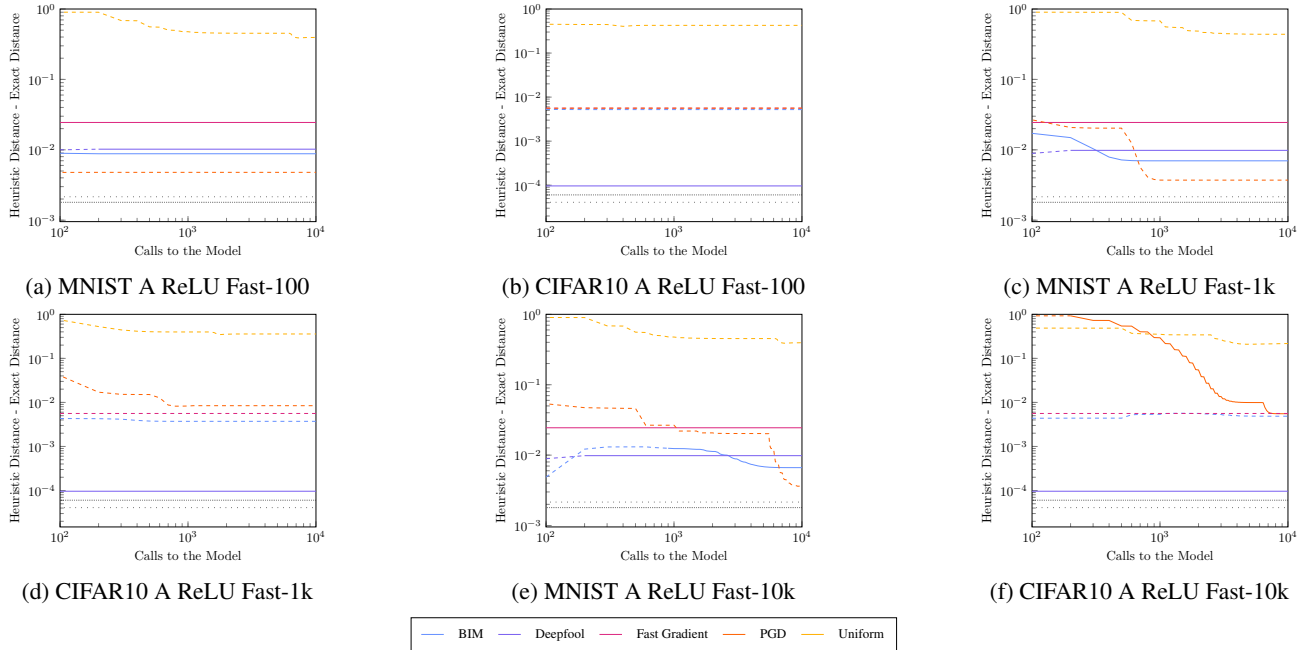 10^0
10^−1
10^−2
10^−3
10^2
10^3
10^4
Heuristic Distance - Exact Distance
Calls to the Model
(a) MNIST A ReLU Fast-100
10^0
10^−1
10^−2
10^−3
10^−4
10^2
10^3
10^4
Heuristic Distance - Exact Distance
Calls to the Model
(b) CIFAR10 A ReLU Fast-100
10^0
10^−1
10^−2
10^−3
10^2
10^3
10^4
Heuristic Distance - Exact Distance
Calls to the Model
(c) MNIST A ReLU Fast-1k
10^0
10^−1
10^−2
10^−3
10^−4
10^2
10^3
10^4
Heuristic Distance - Exact Distance
Calls to the Model
(d) CIFAR10 A ReLU Fast-1k
10^0
10^−1
10^−2
10^−3
10^2
10^3
10^4
Heuristic Distance - Exact Distance
Calls to the Model
(e) MNIST A ReLU Fast-10k
10^0
10^−1
10^−2
10^−3
10^−4
10^2
10^3
10^4
Heuristic Distance - Exact Distance
Calls to the Model
(f) CIFAR10 A ReLU Fast-10k
BIM Deepfool Fast Gradient PGD Uniform